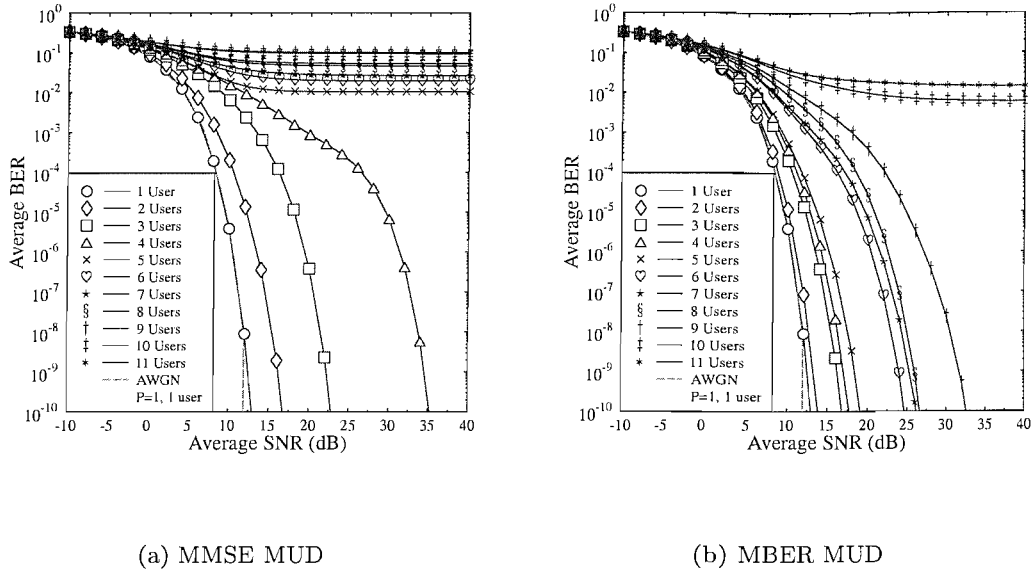 10^0
10^-1
10^-2
10^-3
10^-4
10^-5
10^-6
10^-7
10^-8
10^-9
10^-10
Average BER
1 User
2 Users
3 Users
4 Users
5 Users
6 Users
7 Users
8 Users
9 Users
10 Users
11 Users
AWGN
P=1, 1 user
-10 -5 0 5 10 15 20 25 30 35 40
Average SNR (dB)
(a) MMSE MUD
10^0
10^-1
10^-2
10^-3
10^-4
10^-5
10^-6
10^-7
10^-8
10^-9
10^-10
Average BER
1 User
2 Users
3 Users
4 Users
5 Users
6 Users
7 Users
8 Users
9 Users
10 Users
11 Users
AWGN
P=1, 1 user
-10 -5 0 5 10 15 20 25 30 35 40
Average SNR (dB)
(b) MBER MUD